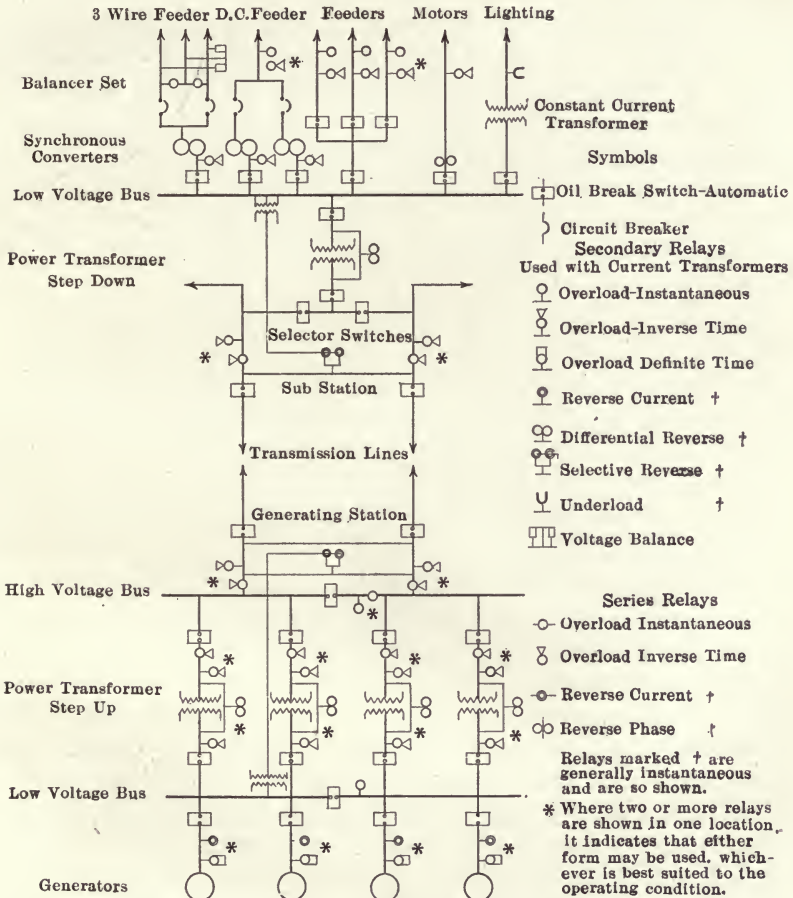 3 Wire Feeder D.C.Feeder Feeders Motors Lighting
*
*
Balancer Set
Constant Current
Transformer
Synchronous
Converters
Symbols
Low Voltage Bus
Oil Break Switch-Automatic
Circuit Breaker
Secondary Relays
Used with Current Transformers
Power Transformer
Step Down
Overload-Instantaneous
Selector Switches
Overload-Inverse Time
*
*
Overload Definite Time
Sub Station
Reverse Current †
Differential Reverse †
Transmission Lines
Selective Reverse †
Generating Station
Underload †
Voltage Balance
*
*
High Voltage Bus
*
Series Relays
Overload Instantaneous
* * * *
Overload Inverse Time
Power Transformer
Step Up
Reverse Current †
* * * *
Reverse Phase †
Relays marked † are
generally instantaneous
and are so shown.
Low Voltage Bus
* Where two or more relays
are shown in one location,
it indicates that either
form may be used. which-
ever is best suited to the
operating condition.
* * * *
Generators